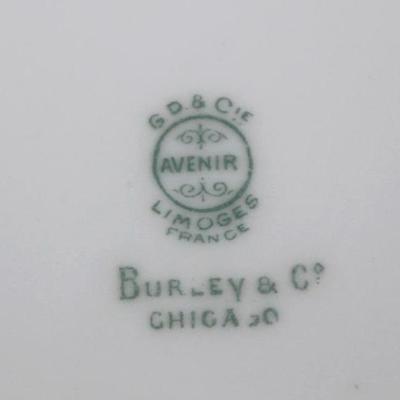 G D. & Cie
AVENIR
LIMOGES
FRANCE
BURLEY & Co
CHICAGO